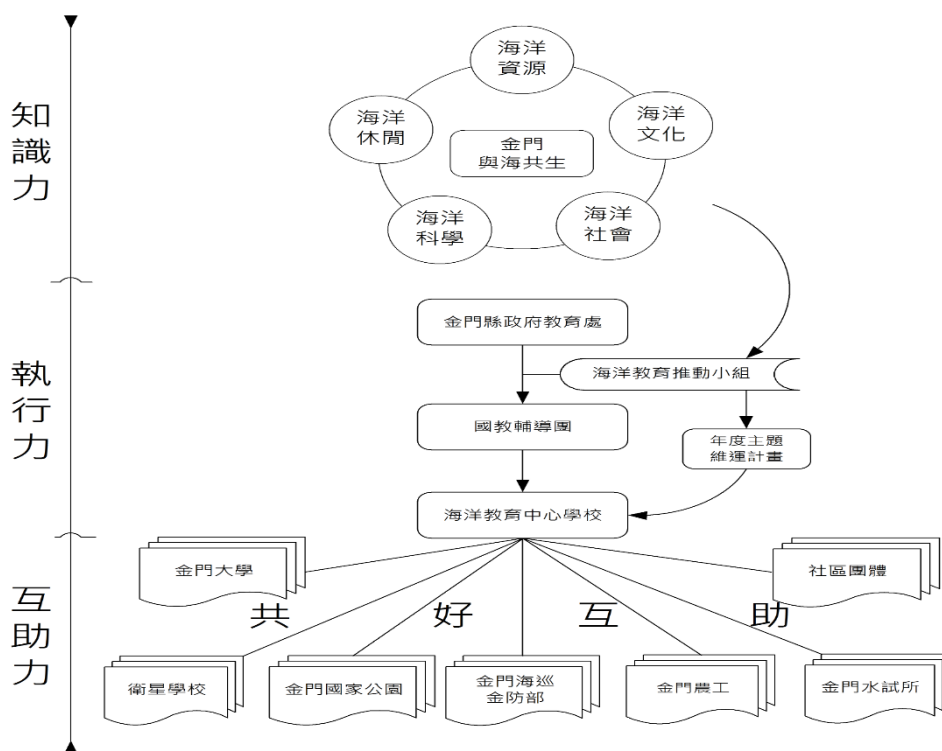 知識力
海洋
資源
海洋
休閒
海洋
文化
金門
與海共生
海洋
科學
海洋
社會
執行力
金門縣政府教育處
海洋教育推動小組
國教輔導團
年度主題
維運計畫
海洋教育中心學校
互助力
金門大學
社區團體
共好互助
衛星學校
金門國家公園
金門海巡
金防部
金門農工
金門水試所